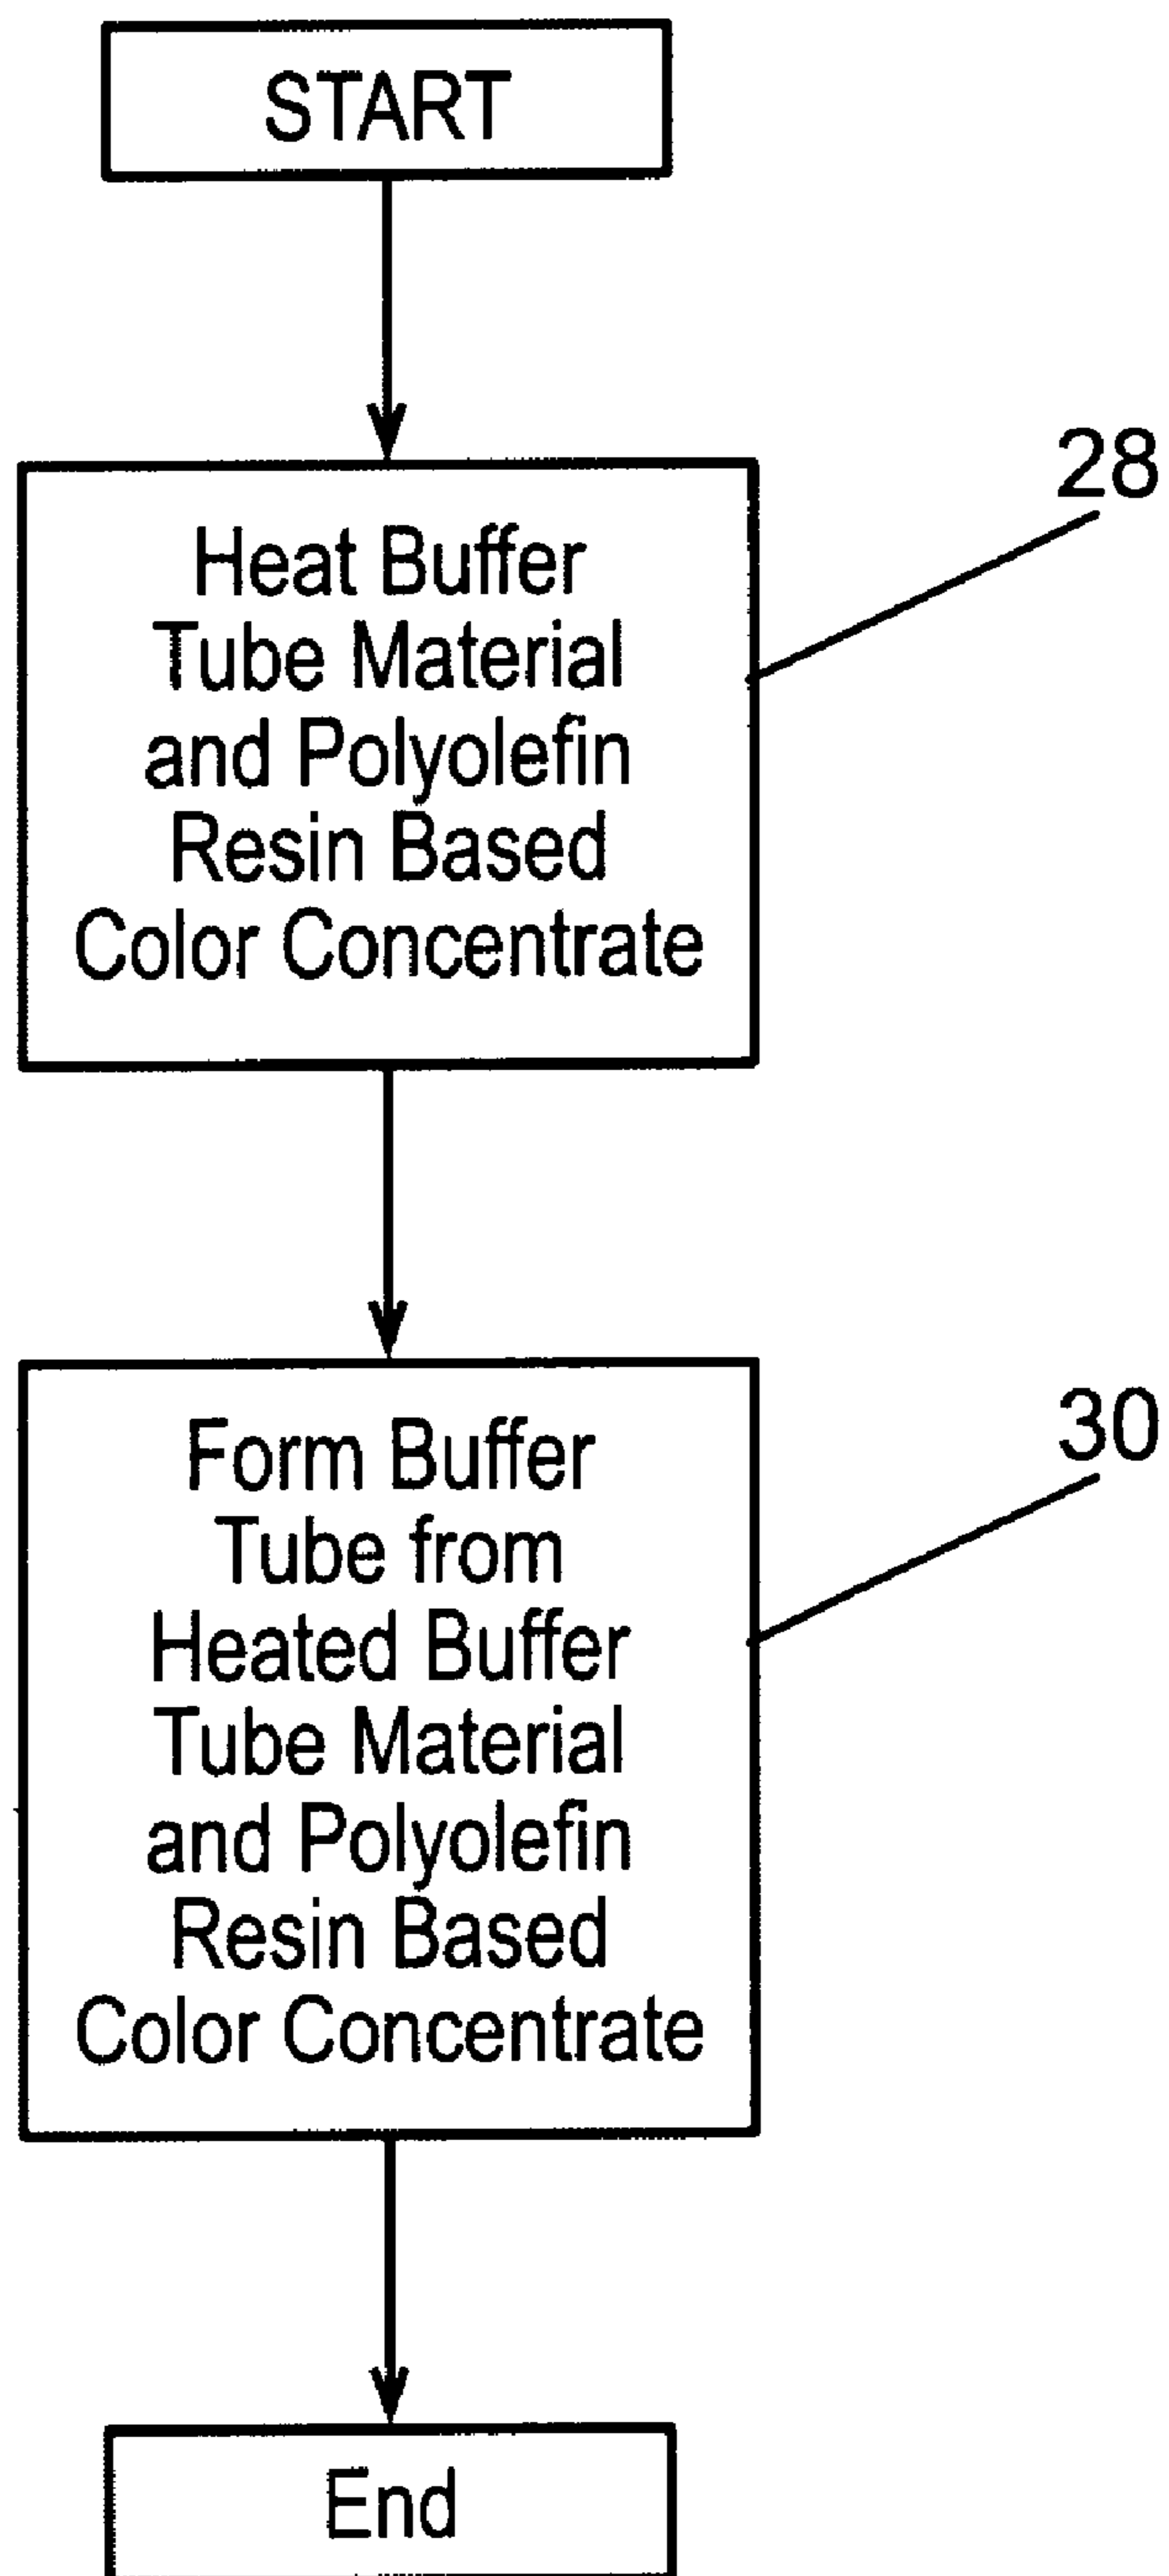 START
28
Heat Buffer
Tube Material
and Polyolefin
Resin Based
Color Concentrate
30
Form Buffer
Tube from
Heated Buffer
Tube Material
and Polyolefin
Resin Based
Color Concentrate
End